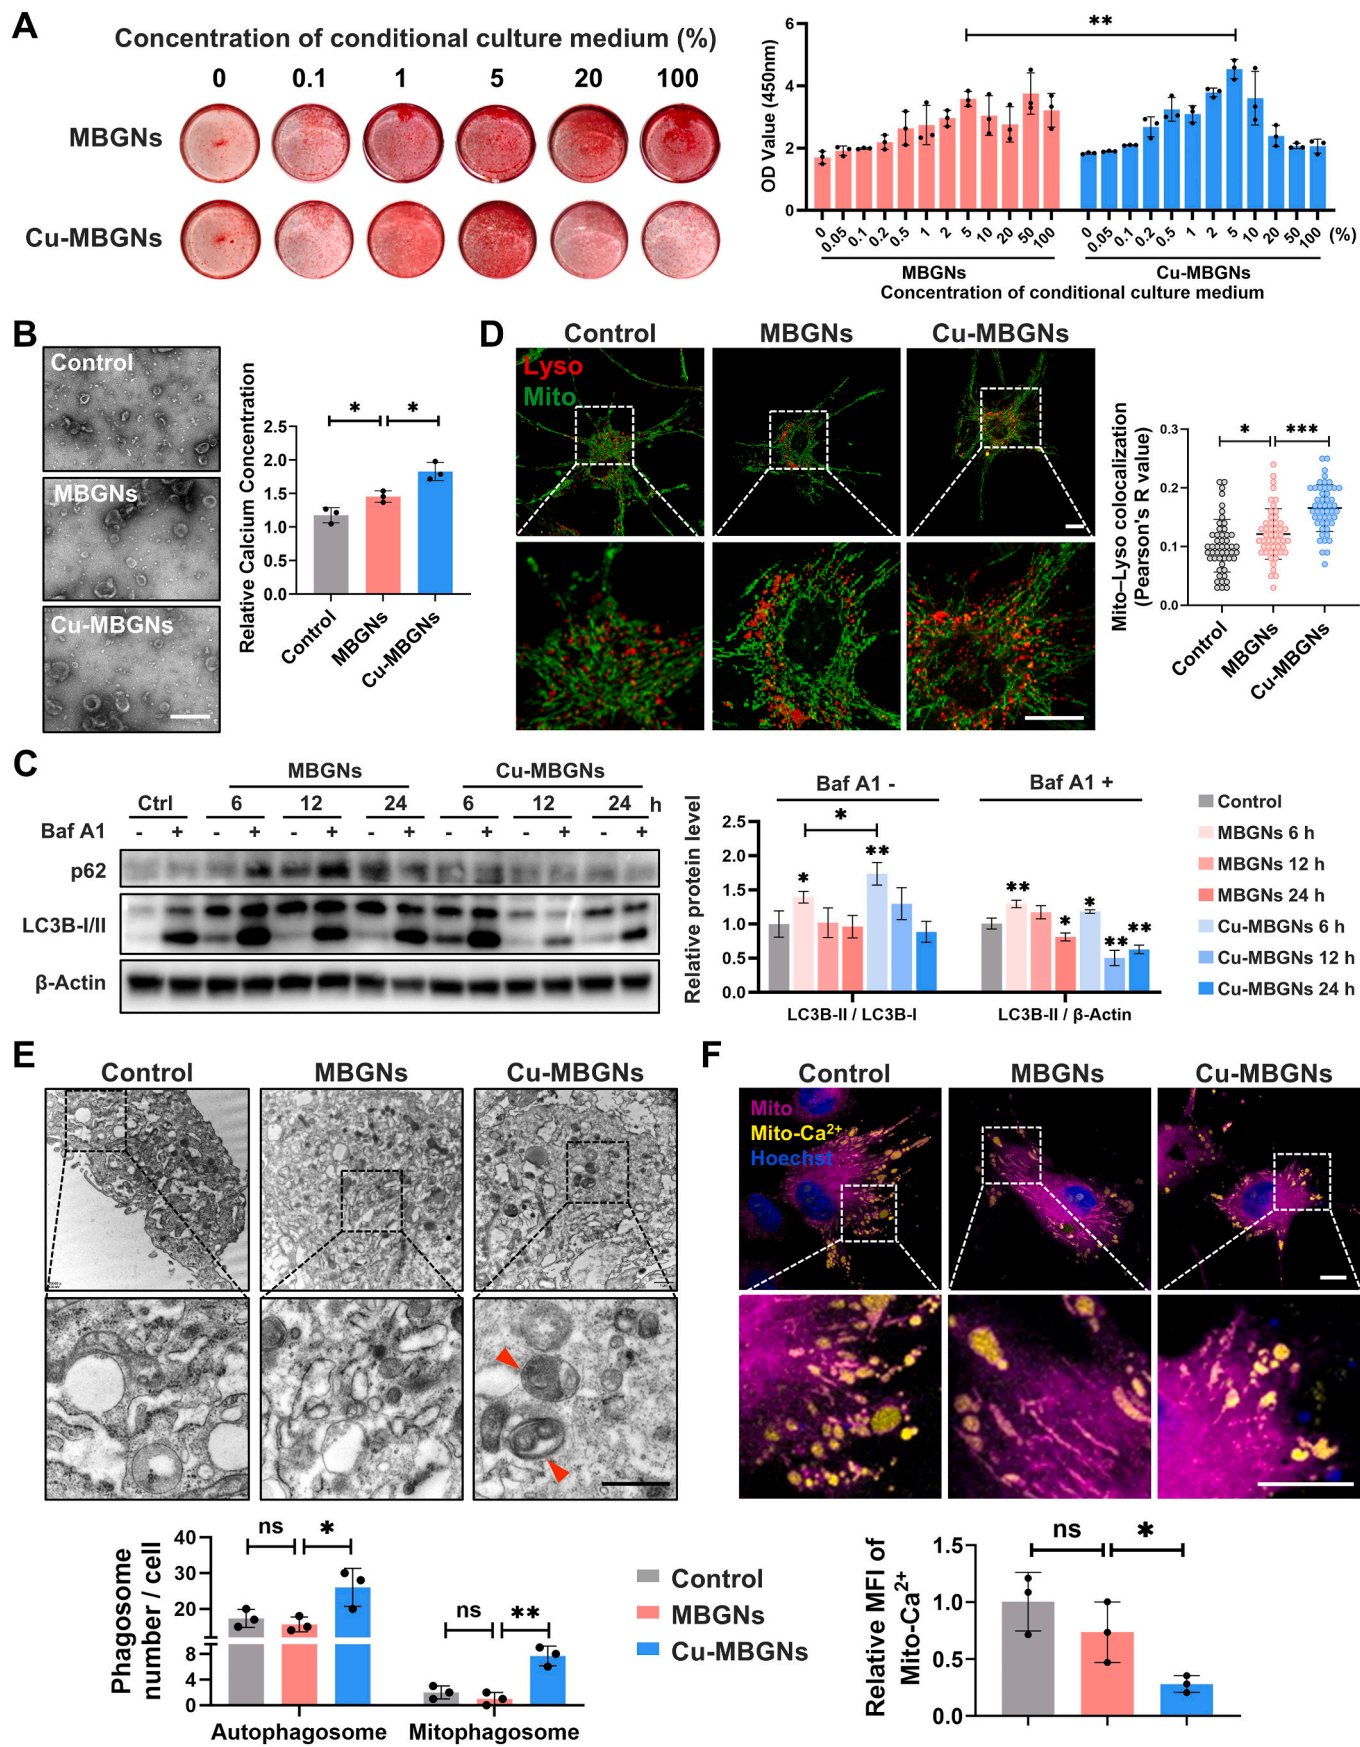 A
Concentration of conditional culture medium (%)
0 0.1 1 5 20 100
MBGNs
Cu-MBGNs
OD Value (450nm)
6
4
2
0
**
0 0.05 0.1 0.2 0.5 1 2 5 10 20 50 100 0 0.05 0.1 0.2 0.5 1 2 5 10 20 50 100 (%)
MBGNs Cu-MBGNs
Concentration of conditional culture medium
B
Control
MBGNs
Cu-MBGNs
Relative Calcium Concentration
2.5
2.0
1.5
1.0
0.5
0.0
* *
Control MBGNs Cu-MBGNs
D
Control MBGNs Cu-MBGNs
Lyso
Mito
Mito–Lyso colocalization
(Pearson's R value)
0.3
0.2
0.1
0.0
* ***
Control MBGNs Cu-MBGNs
C
MBGNs Cu-MBGNs
Ctrl 6 12 24 6 12 24 h
Baf A1 - + - + - + - + - + - + - +
p62
LC3B-I/II
β-Actin
Relative protein level
Baf A1 - Baf A1 +
2.5
2.0
1.5
1.0
0.5
0.0
* * ** ** * * ** **
LC3B-II / LC3B-I LC3B-II / β-Actin
Control
MBGNs 6 h
MBGNs 12 h
MBGNs 24 h
Cu-MBGNs 6 h
Cu-MBGNs 12 h
Cu-MBGNs 24 h
E
Control MBGNs Cu-MBGNs
Phagosome
number / cell
40
30
20
8
4
0
ns * ns **
Autophagosome Mitophagosome
Control
MBGNs
Cu-MBGNs
F
Control MBGNs Cu-MBGNs
Mito
Mito-Ca²⁺
Hoechst
Relative MFI of
Mito-Ca²⁺
1.5
1.0
0.5
0.0
ns *